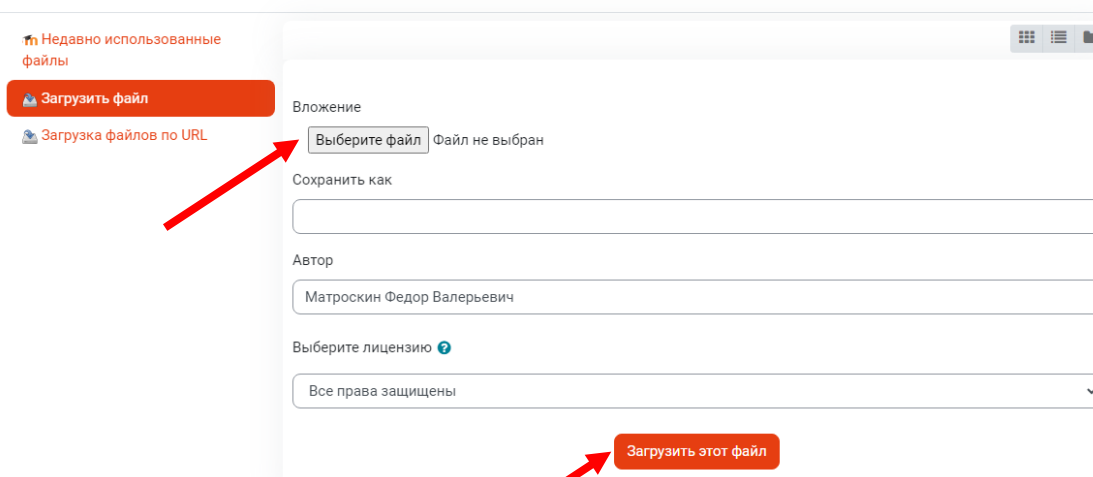 Недавно использованные
файлы
Загрузить файл
Загрузка файлов по URL
Вложение
Выберите файл Файл не выбран
Сохранить как
Автор
Матроскин Федор Валерьевич
Выберите лицензию
Все права защищены
Загрузить этот файл